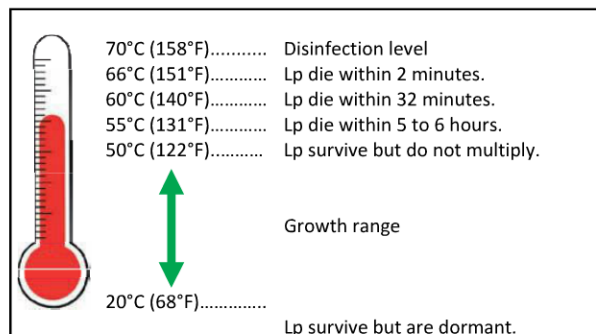 70°C (158°F)........... Disinfection level
66°C (151°F)............ Lp die within 2 minutes.
60°C (140°F)............ Lp die within 32 minutes.
55°C (131°F)............ Lp die within 5 to 6 hours.
50°C (122°F).......... Lp survive but do not multiply.
Growth range
20°C (68°F)..............
Lp survive but are dormant.